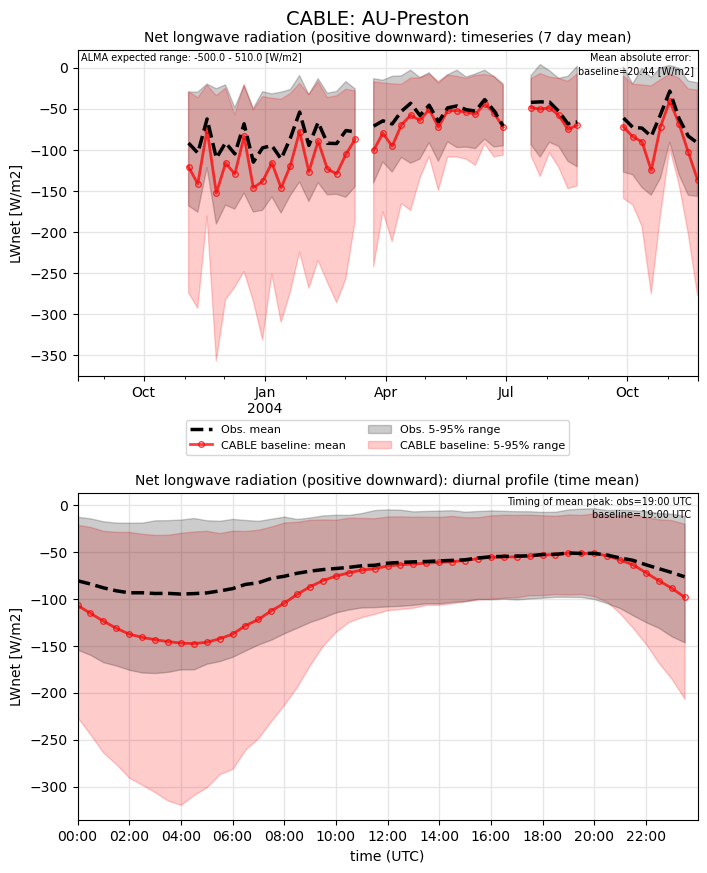 CABLE: AU-Preston
Net longwave radiation (positive downward): timeseries (7 day mean)
ALMA expected range: -500.0 - 510.0 [W/m2]
Mean absolute error:
baseline=20.44 [W/m2]
LWnet [W/m2]
0
−50
−100
−150
−200
−250
−300
−350
Oct
Jan
2004
Apr
Jul
Oct
Obs. mean
CABLE baseline: mean
Obs. 5-95% range
CABLE baseline: 5-95% range
Net longwave radiation (positive downward): diurnal profile (time mean)
Timing of mean peak: obs=19:00 UTC
baseline=19:00 UTC
LWnet [W/m2]
0
−50
−100
−150
−200
−250
−300
00:00
02:00
04:00
06:00
08:00
10:00
12:00
14:00
16:00
18:00
20:00
22:00
time (UTC)